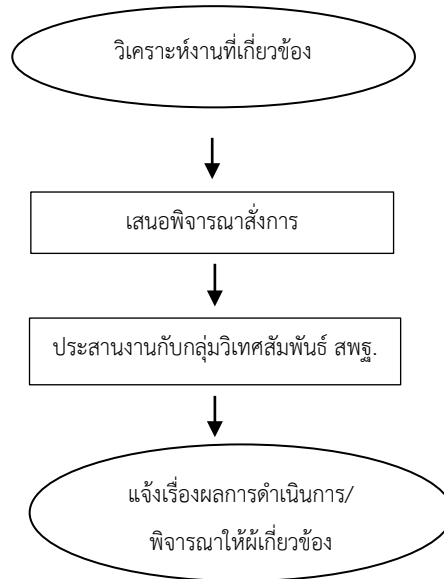 วิเคราะห์งานที่เกี่ยวข้อง
เสนอพิจารณาสั่งการ
ประสานงานกับกลุ่มวิเทศสัมพันธ์ สพฐ.
แจ้งเรื่องผลการดำเนินการ/
พิจารณาให้ผู้เกี่ยวข้อง